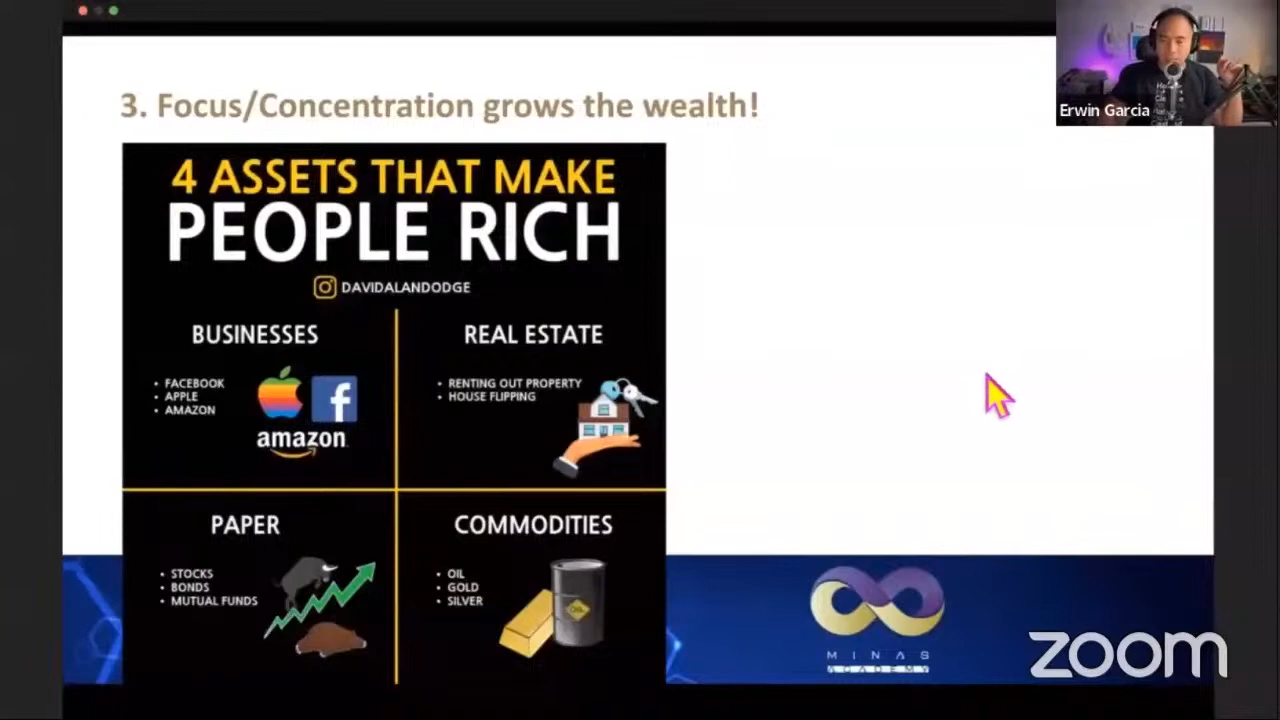 3. Focus/Concentration grows the wealth!
Erwin Garcia
4 ASSETS THAT MAKE
PEOPLE RICH
DAVIDALANDODGE
BUSINESSES
• FACEBOOK
• APPLE
• AMAZON
f
amazon
REAL ESTATE
• RENTING OUT PROPERTY
• HOUSE FLIPPING
PAPER
• STOCKS
• BONDS
• MUTUAL FUNDS
COMMODITIES
• OIL
• GOLD
• SILVER
OIL
MINAS
ACADEMY
zoom